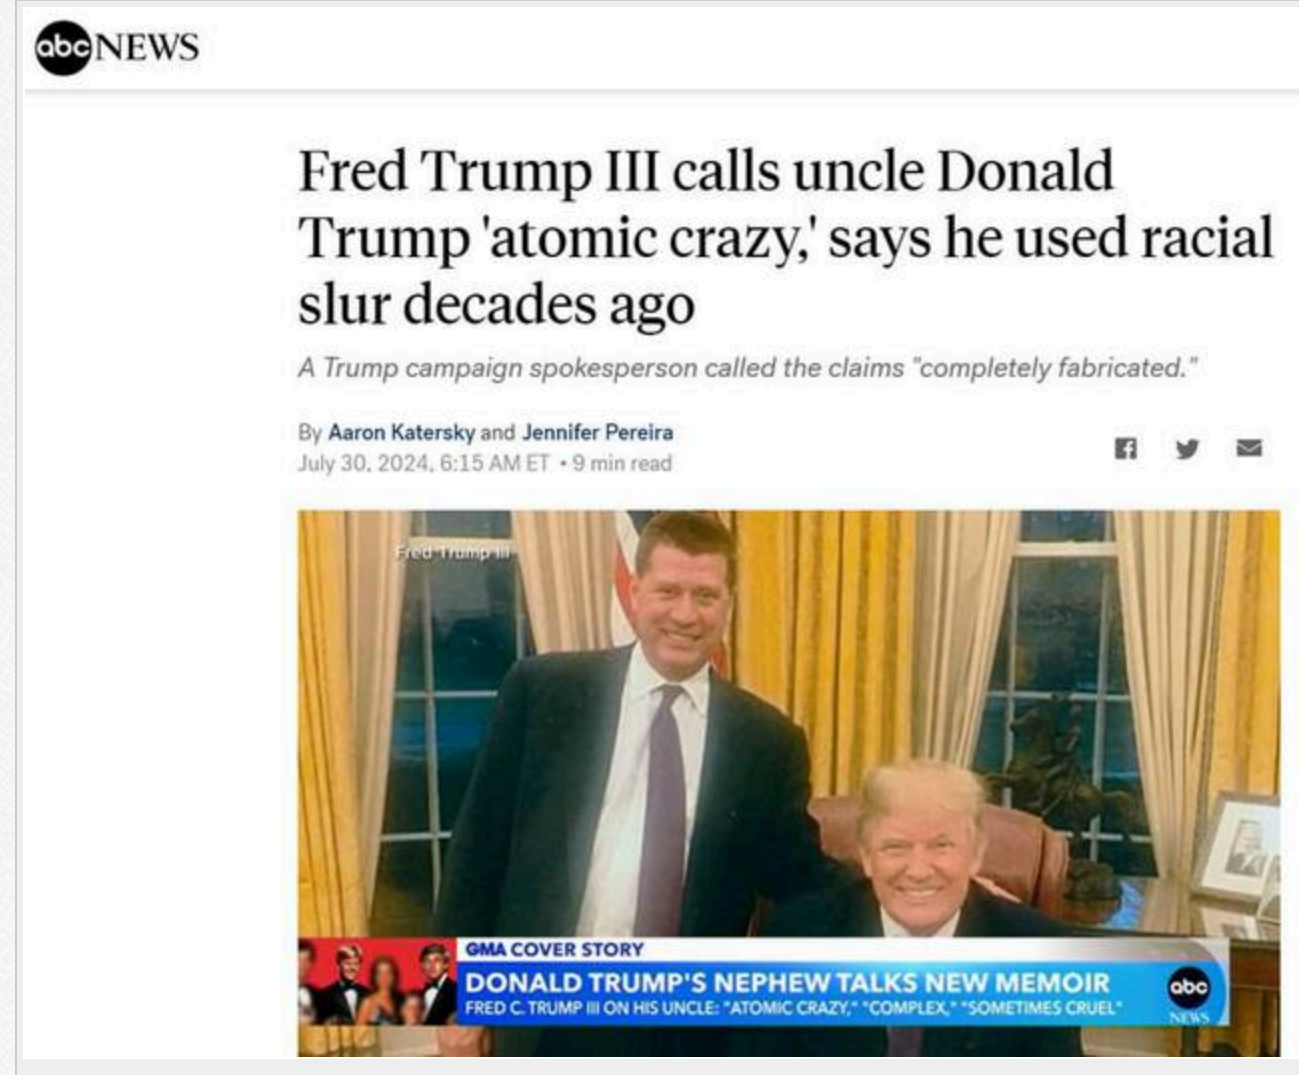 abc NEWS
Fred Trump III calls uncle Donald
Trump 'atomic crazy,' says he used racial
slur decades ago
A Trump campaign spokesperson called the claims "completely fabricated."
By Aaron Katersky and Jennifer Pereira
July 30, 2024, 6:15 AM ET • 9 min read
Fred Trump III
GMA COVER STORY
DONALD TRUMP'S NEPHEW TALKS NEW MEMOIR
FRED C. TRUMP III ON HIS UNCLE: "ATOMIC CRAZY," "COMPLEX," "SOMETIMES CRUEL"
abc
NEWS